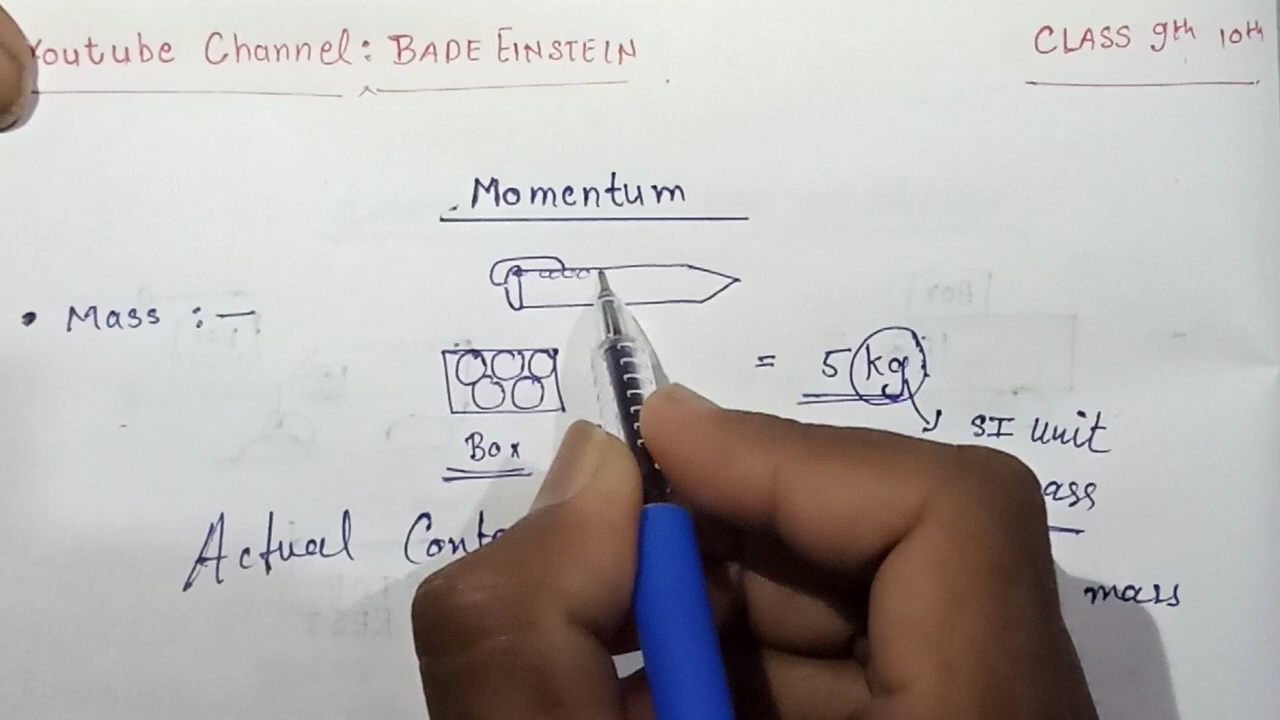 Youtube Channel: BADE EINSTEIN
CLASS 9th 10th
Momentum
• Mass :-
= 5 kg
SI Unit
Box
Actual
mass